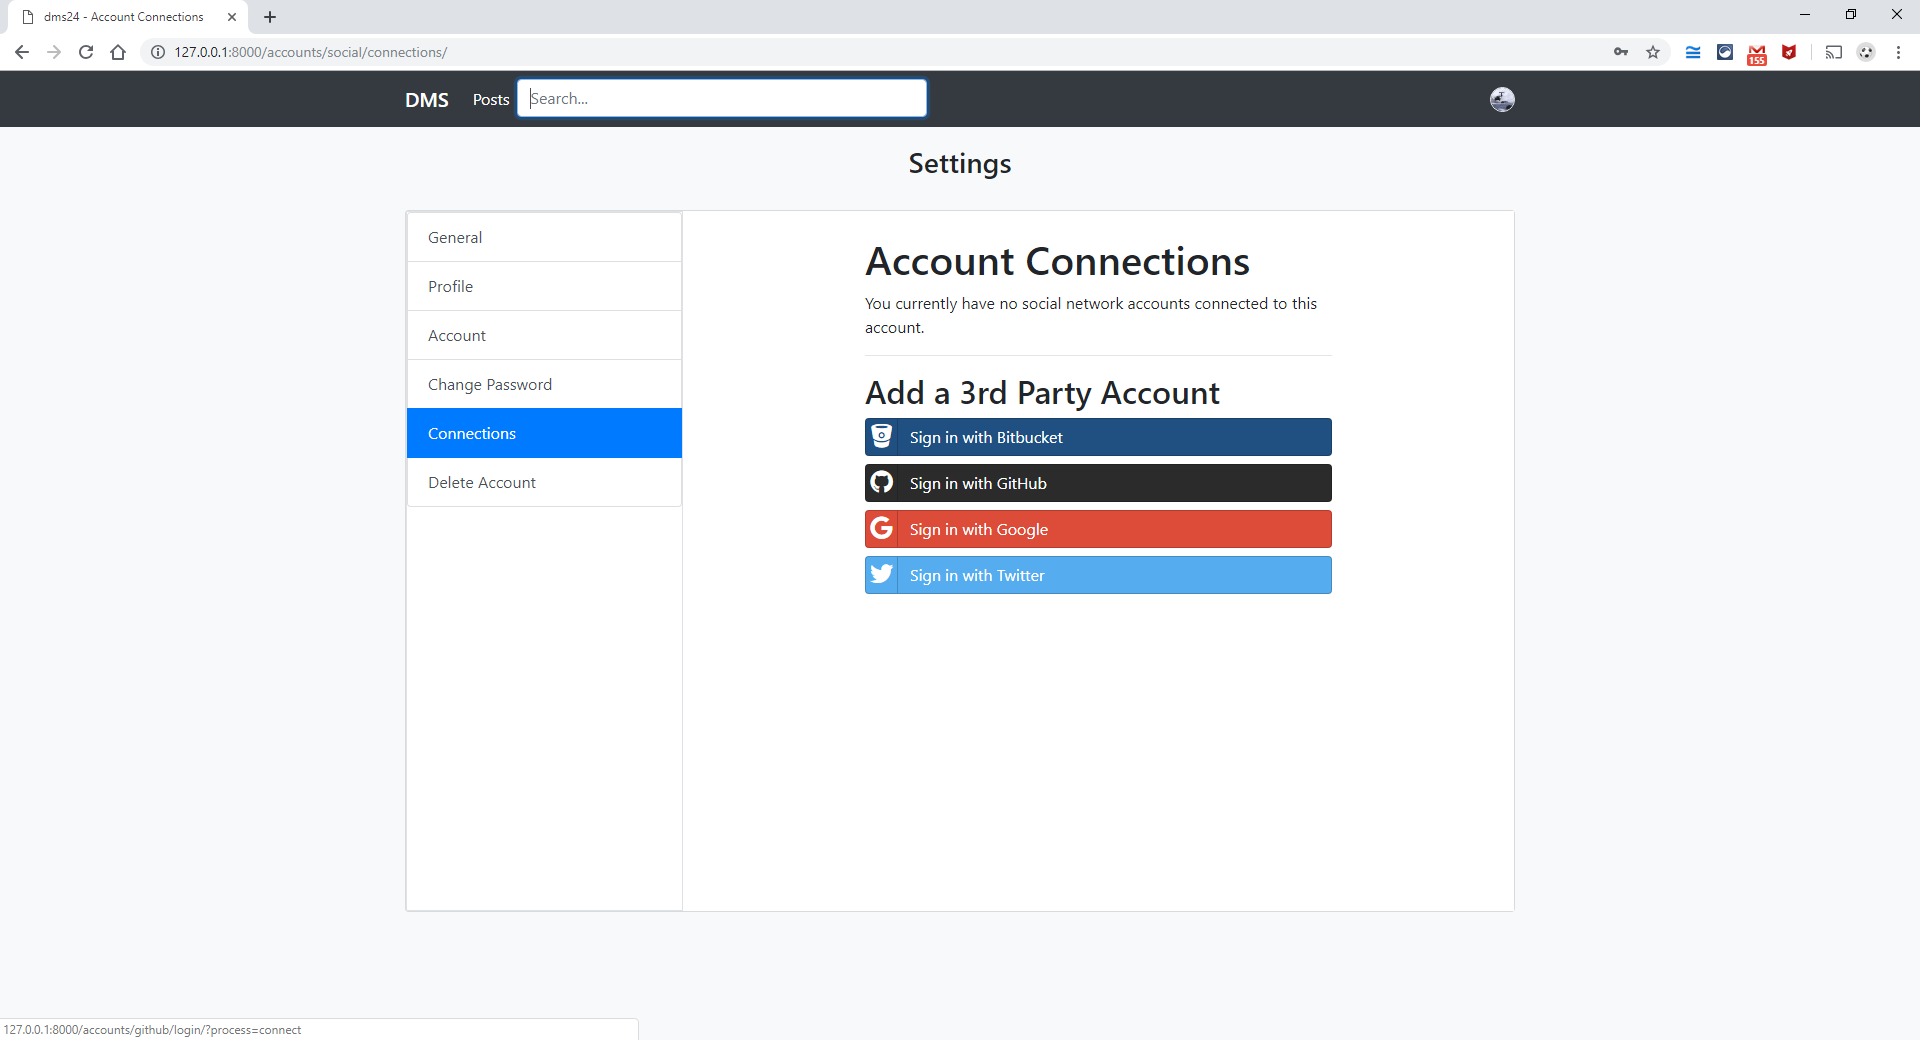 dms24 - Account Connections
127.0.0.1:8000/accounts/social/connections/
155
DMS Posts Search...
Settings
General
Profile
Account
Change Password
Connections
Delete Account
Account Connections
You currently have no social network accounts connected to this
account.
Add a 3rd Party Account
Sign in with Bitbucket
Sign in with GitHub
Sign in with Google
Sign in with Twitter
127.0.0.1:8000/accounts/github/login/?process=connect